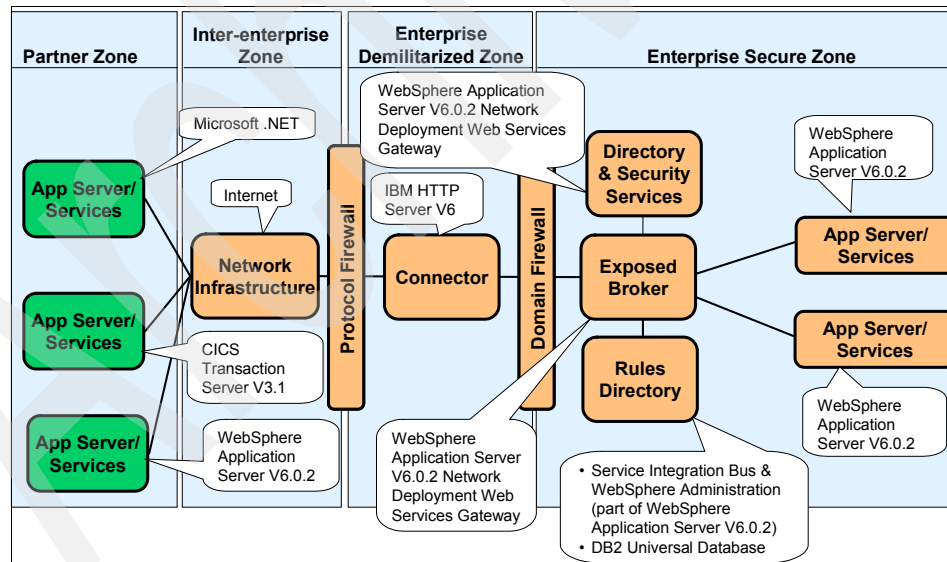 Partner Zone
Inter-enterprise
Zone
Enterprise
Demilitarized Zone
Enterprise Secure Zone
Microsoft .NET
App Server/
Services
App Server/
Services
CICS
Transaction
Server V3.1
App Server/
Services
WebSphere
Application
Server V6.0.2
Internet
Network
Infrastructure
Protocol Firewall
IBM HTTP
Server V6
Connector
Domain Firewall
WebSphere Application
Server V6.0.2 Network
Deployment Web Services
Gateway
Directory
& Security
Services
Exposed
Broker
WebSphere
Application Server
V6.0.2 Network
Deployment Web
Services Gateway
Rules
Directory
• Service Integration Bus &
WebSphere Administration
(part of WebSphere
Application Server V6.0.2)
• DB2 Universal Database
WebSphere
Application
Server V6.0.2
App Server/
Services
App Server/
Services
WebSphere
Application
Server V6.0.2